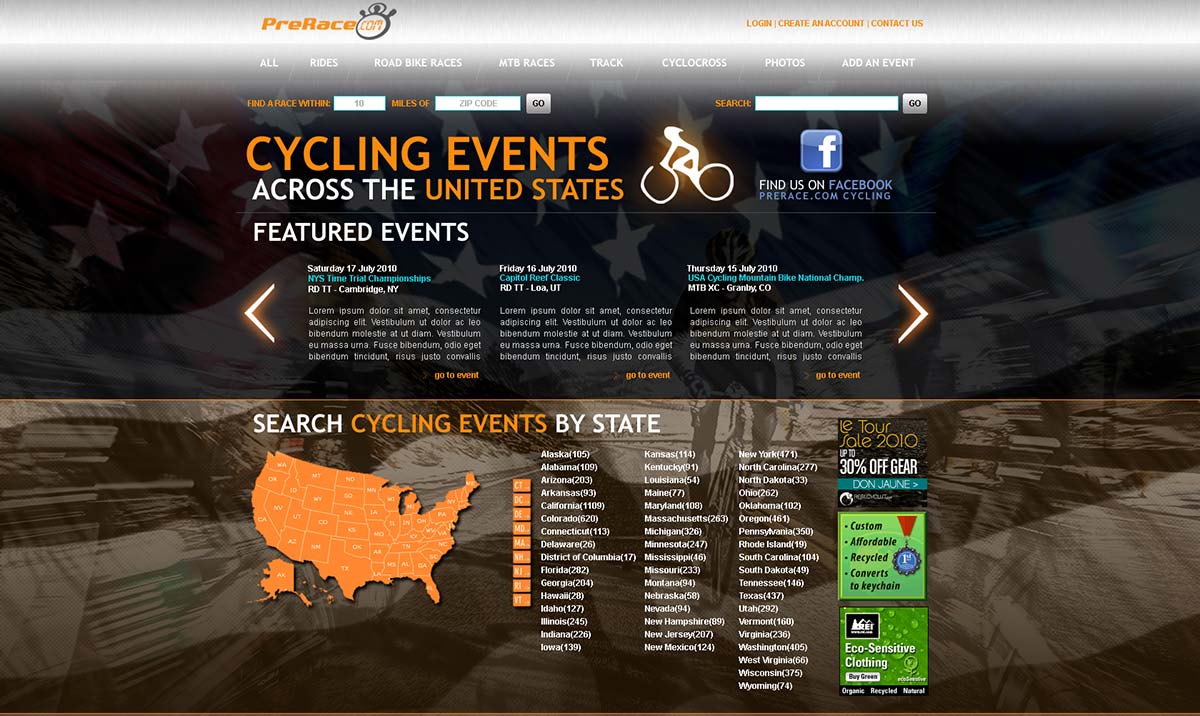 PreRace.com
LOGIN | CREATE AN ACCOUNT | CONTACT US
ALL RIDES ROAD BIKE RACES MTB RACES TRACK CYCLOCROSS PHOTOS ADD AN EVENT
FIND A RACE WITHIN: 10 MILES OF ZIP CODE GO SEARCH: GO
CYCLING EVENTS
ACROSS THE UNITED STATES
f
FIND US ON FACEBOOK
PRERACE.COM CYCLING
FEATURED EVENTS
Saturday 17 July 2010
NYS Time Trial Championships
RD TT - Cambridge, NY
Lorem ipsum dolor sit amet, consectetur
adipiscing elit. Vestibulum ut dolor ac leo
bibendum molestie at ut diam. Vestibulum
eu massa urna. Fusce bibendum, odio eget
bibendum tincidunt, risus justo convallis
go to event
Friday 16 July 2010
Capitol Reef Classic
RD TT - Loa, UT
Lorem ipsum dolor sit amet, consectetur
adipiscing elit. Vestibulum ut dolor ac leo
bibendum molestie at ut diam. Vestibulum
eu massa urna. Fusce bibendum, odio eget
bibendum tincidunt, risus justo convallis
go to event
Thursday 15 July 2010
USA Cycling Mountain Bike National Champ.
MTB XC - Granby, CO
Lorem ipsum dolor sit amet, consectetur
adipiscing elit. Vestibulum ut dolor ac leo
bibendum molestie at ut diam. Vestibulum
eu massa urna. Fusce bibendum, odio eget
bibendum tincidunt, risus justo convallis
go to event
SEARCH CYCLING EVENTS BY STATE
WA
OR
ID
MT
ND
MN
SD
WY
NV
UT
CO
CA
AZ
NM
NE
KS
OK
TX
IA
MO
AR
LA
WI
IL
IN
MI
OH
KY
TN
MS
AL
GA
FL
SC
NC
VA
WV
PA
NY
ME
AK
CT
DC
DE
MD
MA
NH
NJ
RI
VT
Alaska(105)
Alabama(109)
Arizona(203)
Arkansas(93)
California(1109)
Colorado(620)
Connecticut(113)
Delaware(26)
District of Columbia(17)
Florida(282)
Georgia(204)
Hawaii(28)
Idaho(127)
Illinois(245)
Indiana(226)
Iowa(139)
Kansas(114)
Kentucky(91)
Louisiana(54)
Maine(77)
Maryland(108)
Massachusetts(263)
Michigan(326)
Minnesota(247)
Mississippi(46)
Missouri(233)
Montana(94)
Nebraska(58)
Nevada(94)
New Hampshire(89)
New Jersey(207)
New Mexico(124)
New York(471)
North Carolina(277)
North Dakota(33)
Ohio(262)
Oklahoma(102)
Oregon(461)
Pennsylvania(350)
Rhode Island(19)
South Carolina(104)
South Dakota(49)
Tennessee(146)
Texas(437)
Utah(292)
Vermont(160)
Virginia(236)
Washington(405)
West Virginia(66)
Wisconsin(375)
Wyoming(74)
le Tour
Sale 2010
UP TO
30% OFF GEAR
DON JAUNE >
- Custom
- Affordable
- Recycled
- Converts
to keychain
1st
REI
Eco-Sensitive
Clothing
Buy Green
ecoSensitive
Organic Recycled Natural